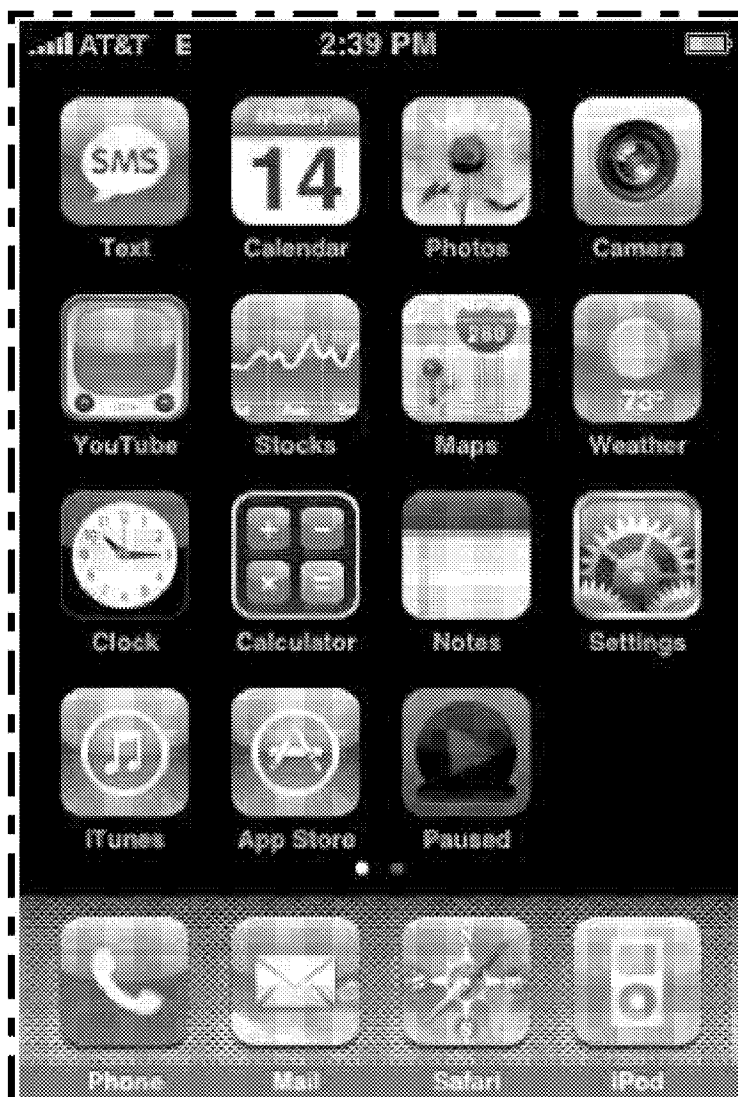 AT&T E 2:39 PM
SMS
14
Text Calendar Photos Camera
280
73°
YouTube Stocks Maps Weather
Clock Calculator Notes Settings
iTunes App Store Paused
Phone Mail Safari iPod